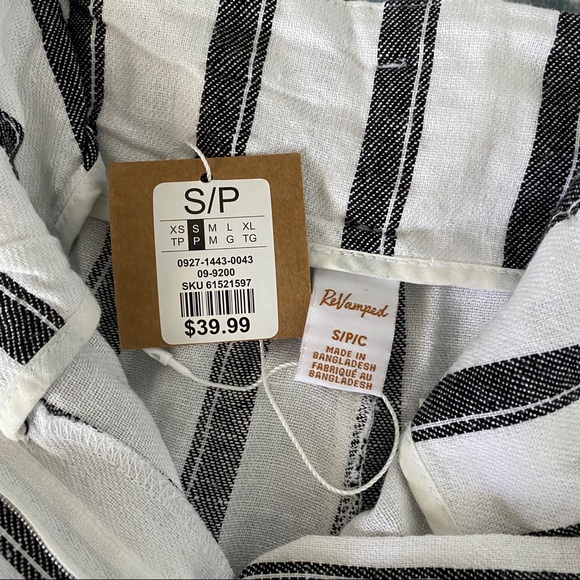 S/P
XS S M L XL
TP P M G TG
0927-1443-0043
09-9200
SKU 61521597
$39.99
ReVamped
S/P/C
MADE IN
BANGLADESH
FABRIQUÉ AU
BANGLADESH